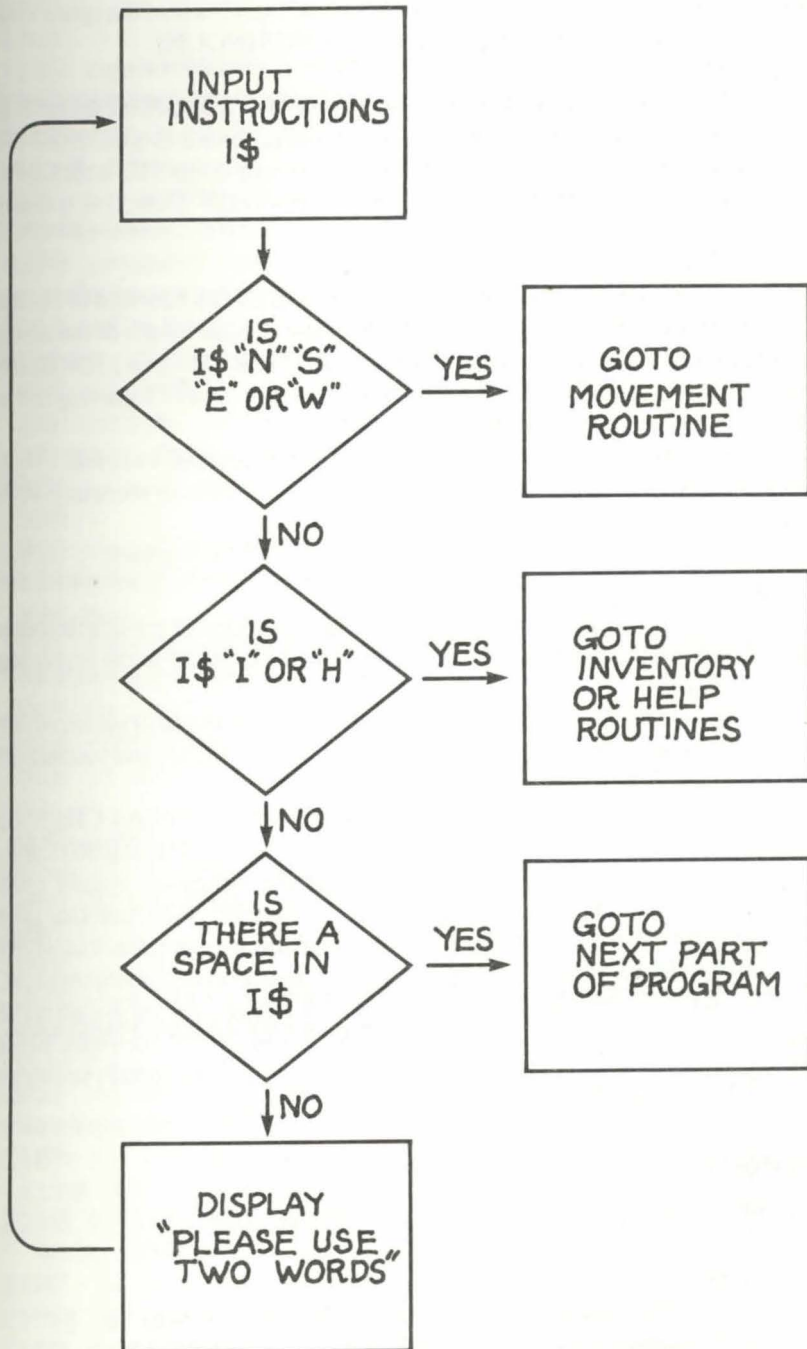 INPUT
INSTRUCTIONS
I$
IS
I$ "N" "S"
"E" OR "W"
YES
GOTO
MOVEMENT
ROUTINE
NO
IS
I$ "I" OR "H"
YES
GOTO
INVENTORY
OR HELP
ROUTINES
NO
IS
THERE A
SPACE IN
I$
YES
GOTO
NEXT PART
OF PROGRAM
NO
DISPLAY
"PLEASE USE
TWO WORDS"